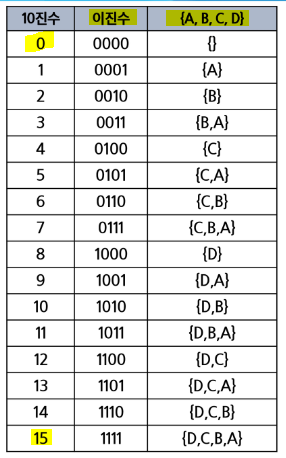 10진수 이진수 {A, B, C, D}
0 0000 {}
1 0001 {A}
2 0010 {B}
3 0011 {B,A}
4 0100 {C}
5 0101 {C,A}
6 0110 {C,B}
7 0111 {C,B,A}
8 1000 {D}
9 1001 {D,A}
10 1010 {D,B}
11 1011 {D,B,A}
12 1100 {D,C}
13 1101 {D,C,A}
14 1110 {D,C,B}
15 1111 {D,C,B,A}